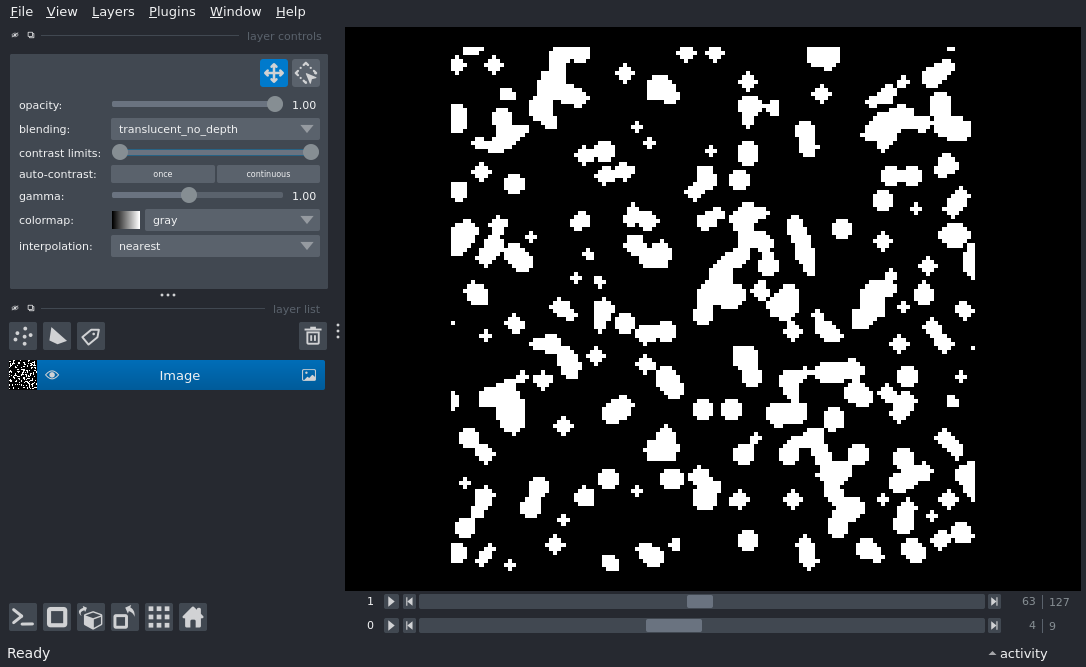 File View Layers Plugins Window Help
layer controls
opacity: 1.00
blending: translucent_no_depth
contrast limits:
auto-contrast: once continuous
gamma: 1.00
colormap: gray
interpolation: nearest
layer list
Image
1 63 127
0 4 9
Ready activity